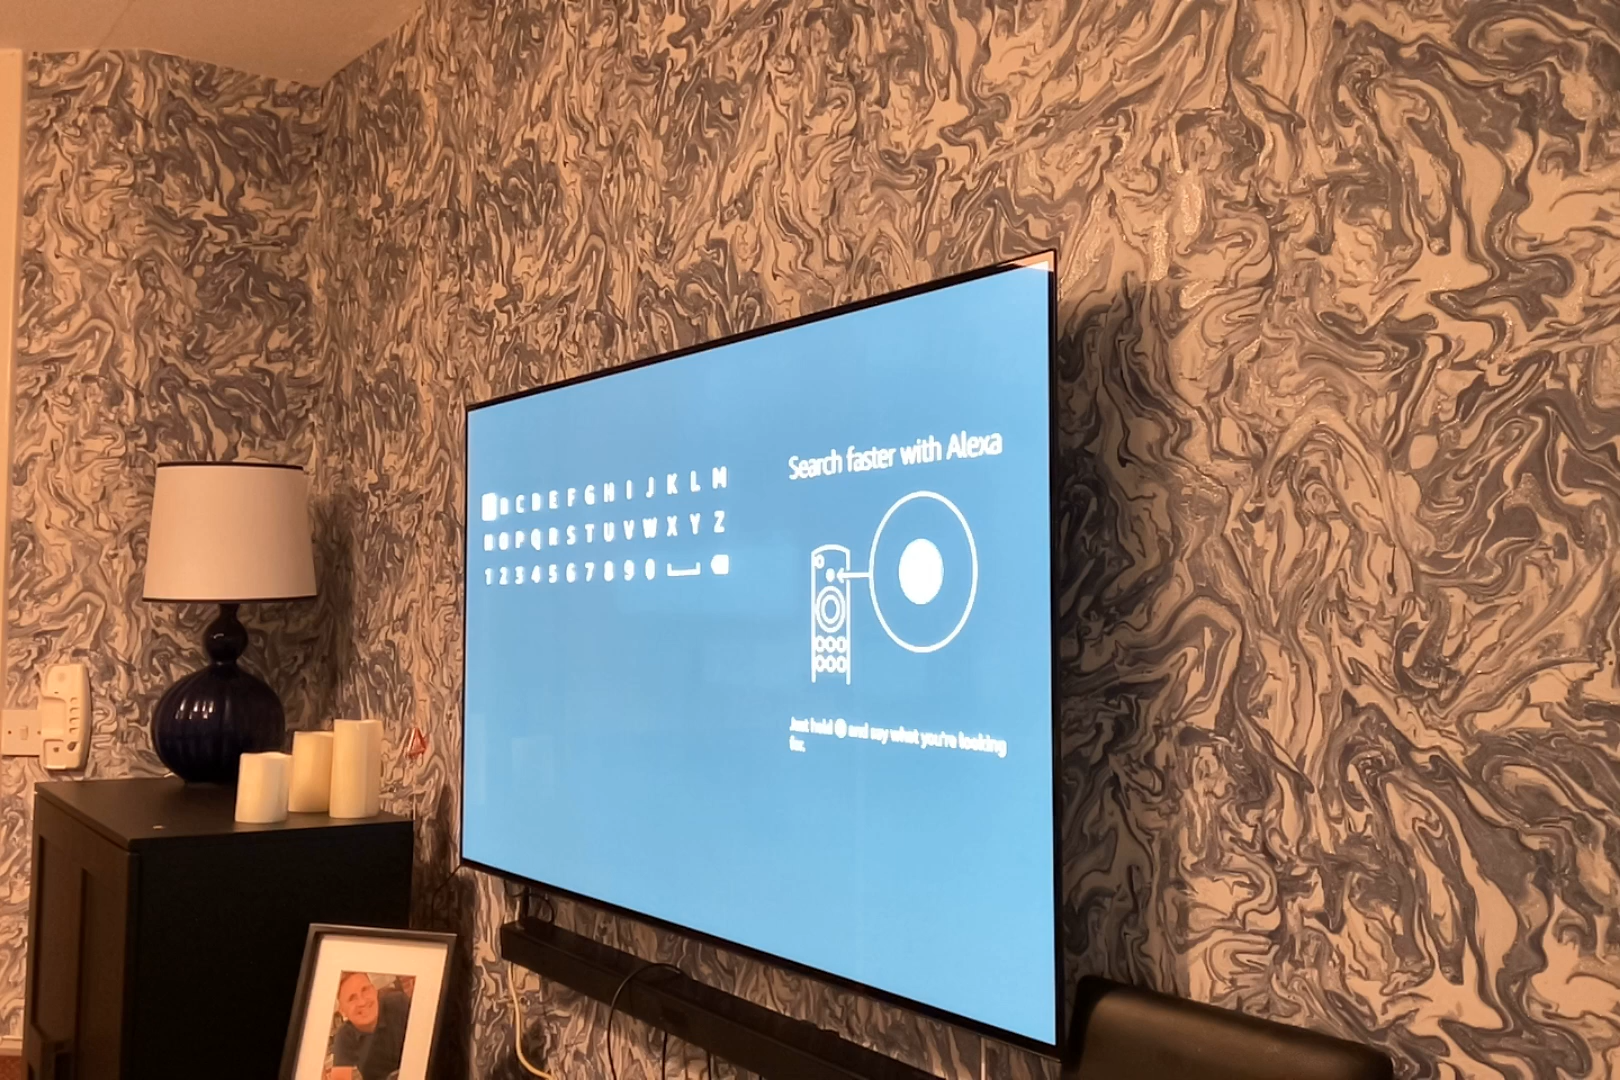 Search faster with Alexa
A B C D E F G H I J K L M
N O P Q R S T U V W X Y Z
1 2 3 4 5 6 7 8 9 0
Just hold and say what you're looking
for.